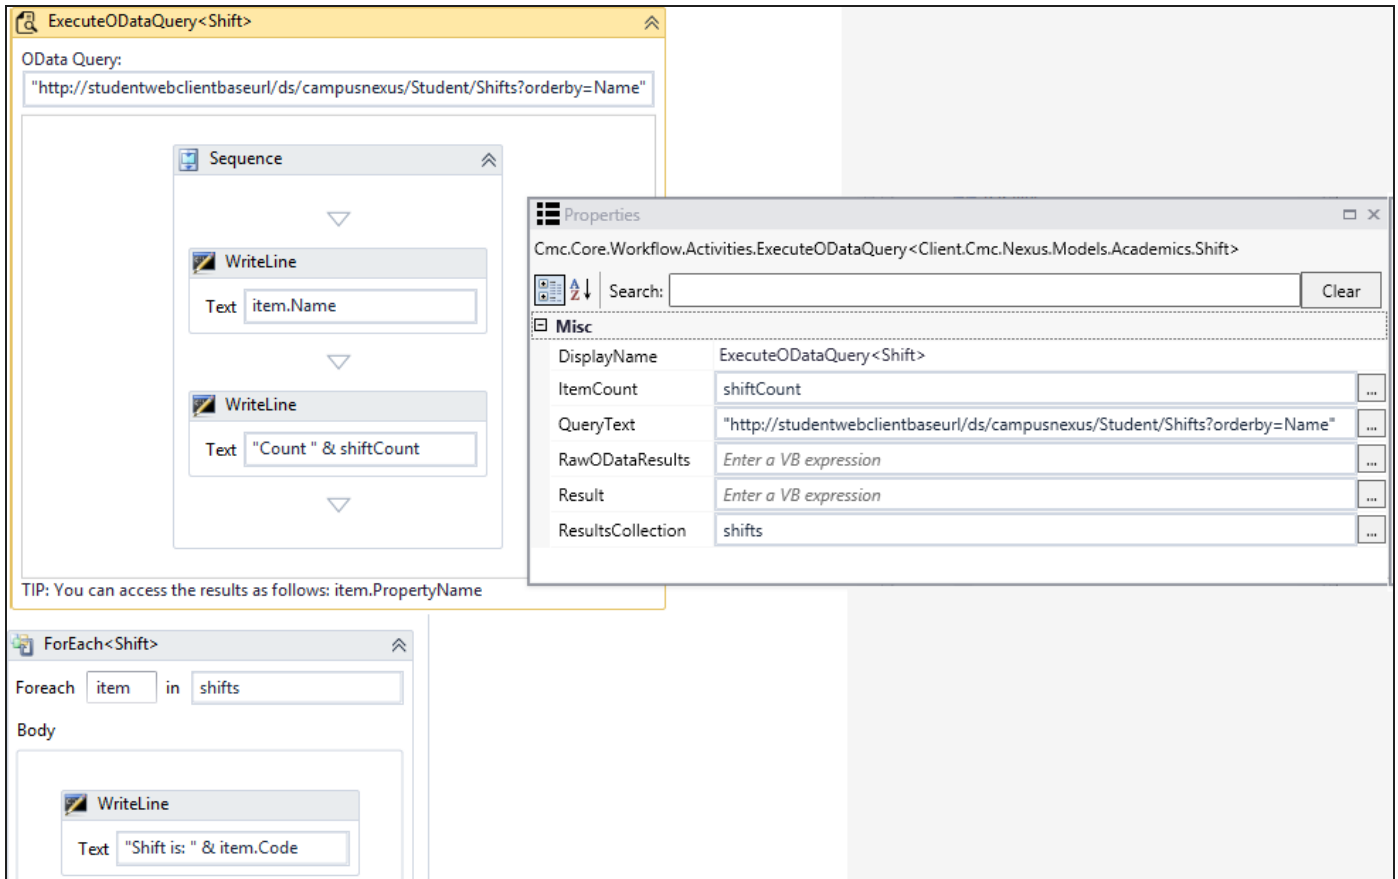 ExecuteODataQuery<Shift>
OData Query:
"http://studentwebclientbaseurl/ds/campusnexus/Student/Shifts?orderby=Name"
Sequence
WriteLine
Text item.Name
WriteLine
Text "Count " & shiftCount
TIP: You can access the results as follows: item.PropertyName
Properties
Cmc.Core.Workflow.Activities.ExecuteODataQuery<Client.Cmc.Nexus.Models.Academics.Shift>
Search: Clear
Misc
DisplayName ExecuteODataQuery<Shift>
ItemCount shiftCount ...
QueryText "http://studentwebclientbaseurl/ds/campusnexus/Student/Shifts?orderby=Name" ...
RawODataResults Enter a VB expression ...
Result Enter a VB expression ...
ResultsCollection shifts ...
ForEach<Shift>
Foreach item in shifts
Body
WriteLine
Text "Shift is: " & item.Code